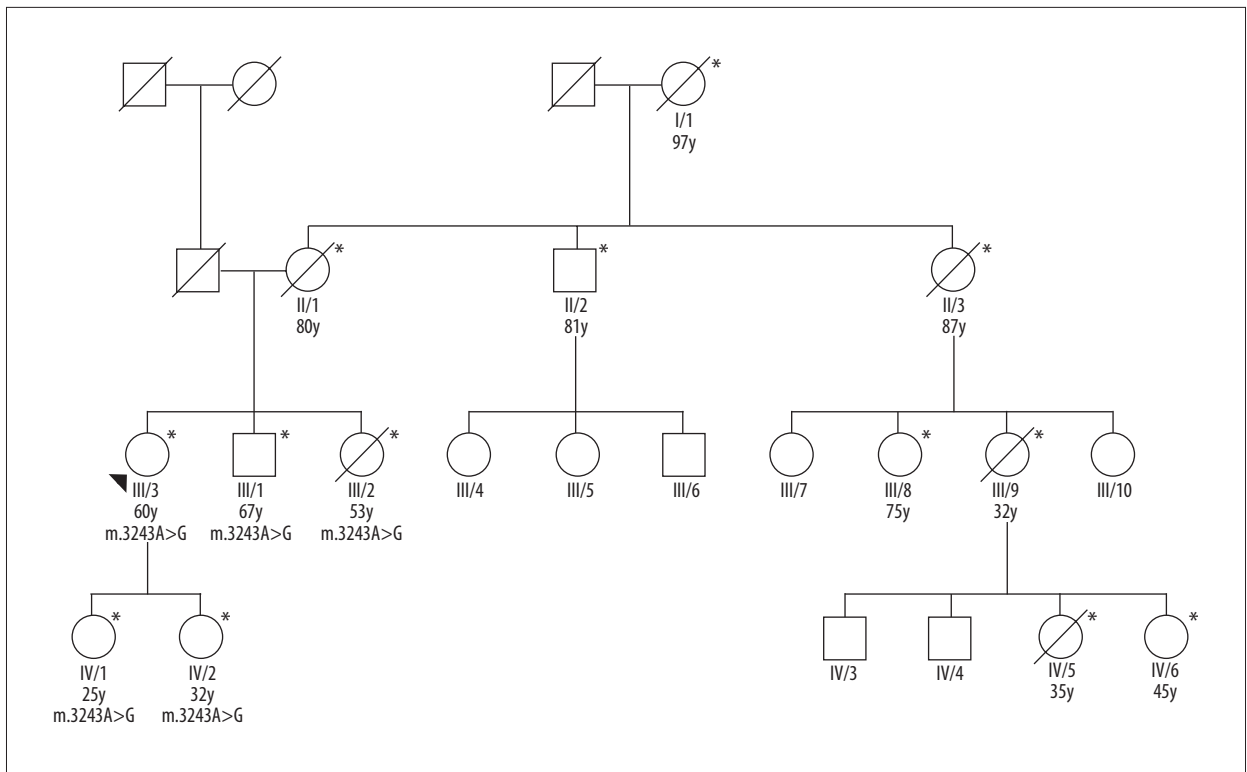 *
I/1
97y
* * *
II/1 II/2 II/3
80y 81y 87y
* * * * *
III/3 III/1 III/2 III/4 III/5 III/6 III/7 III/8 III/9 III/10
60y 67y 53y 75y 32y
m.3243A>G m.3243A>G m.3243A>G
* * * *
IV/1 IV/2 IV/3 IV/4 IV/5 IV/6
25y 32y 35y 45y
m.3243A>G m.3243A>G